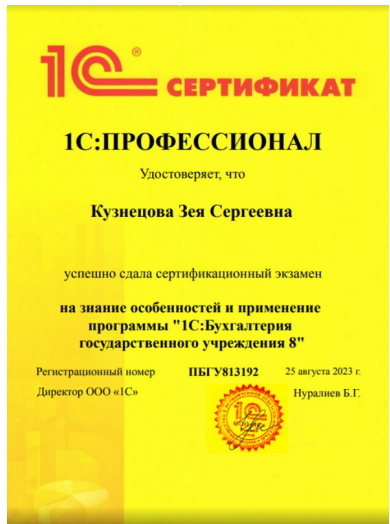 1С® СЕРТИФИКАТ
1С:ПРОФЕССИОНАЛ
Удостоверяет, что
Кузнецова Зея Сергеевна
успешно сдала сертификационный экзамен
на знание особенностей и применение
программы "1С:Бухгалтерия
государственного учреждения 8"
Регистрационный номер ПБГУ813192 25 августа 2023 г.
Директор ООО «1С» Нуралиев Б.Г.
1С